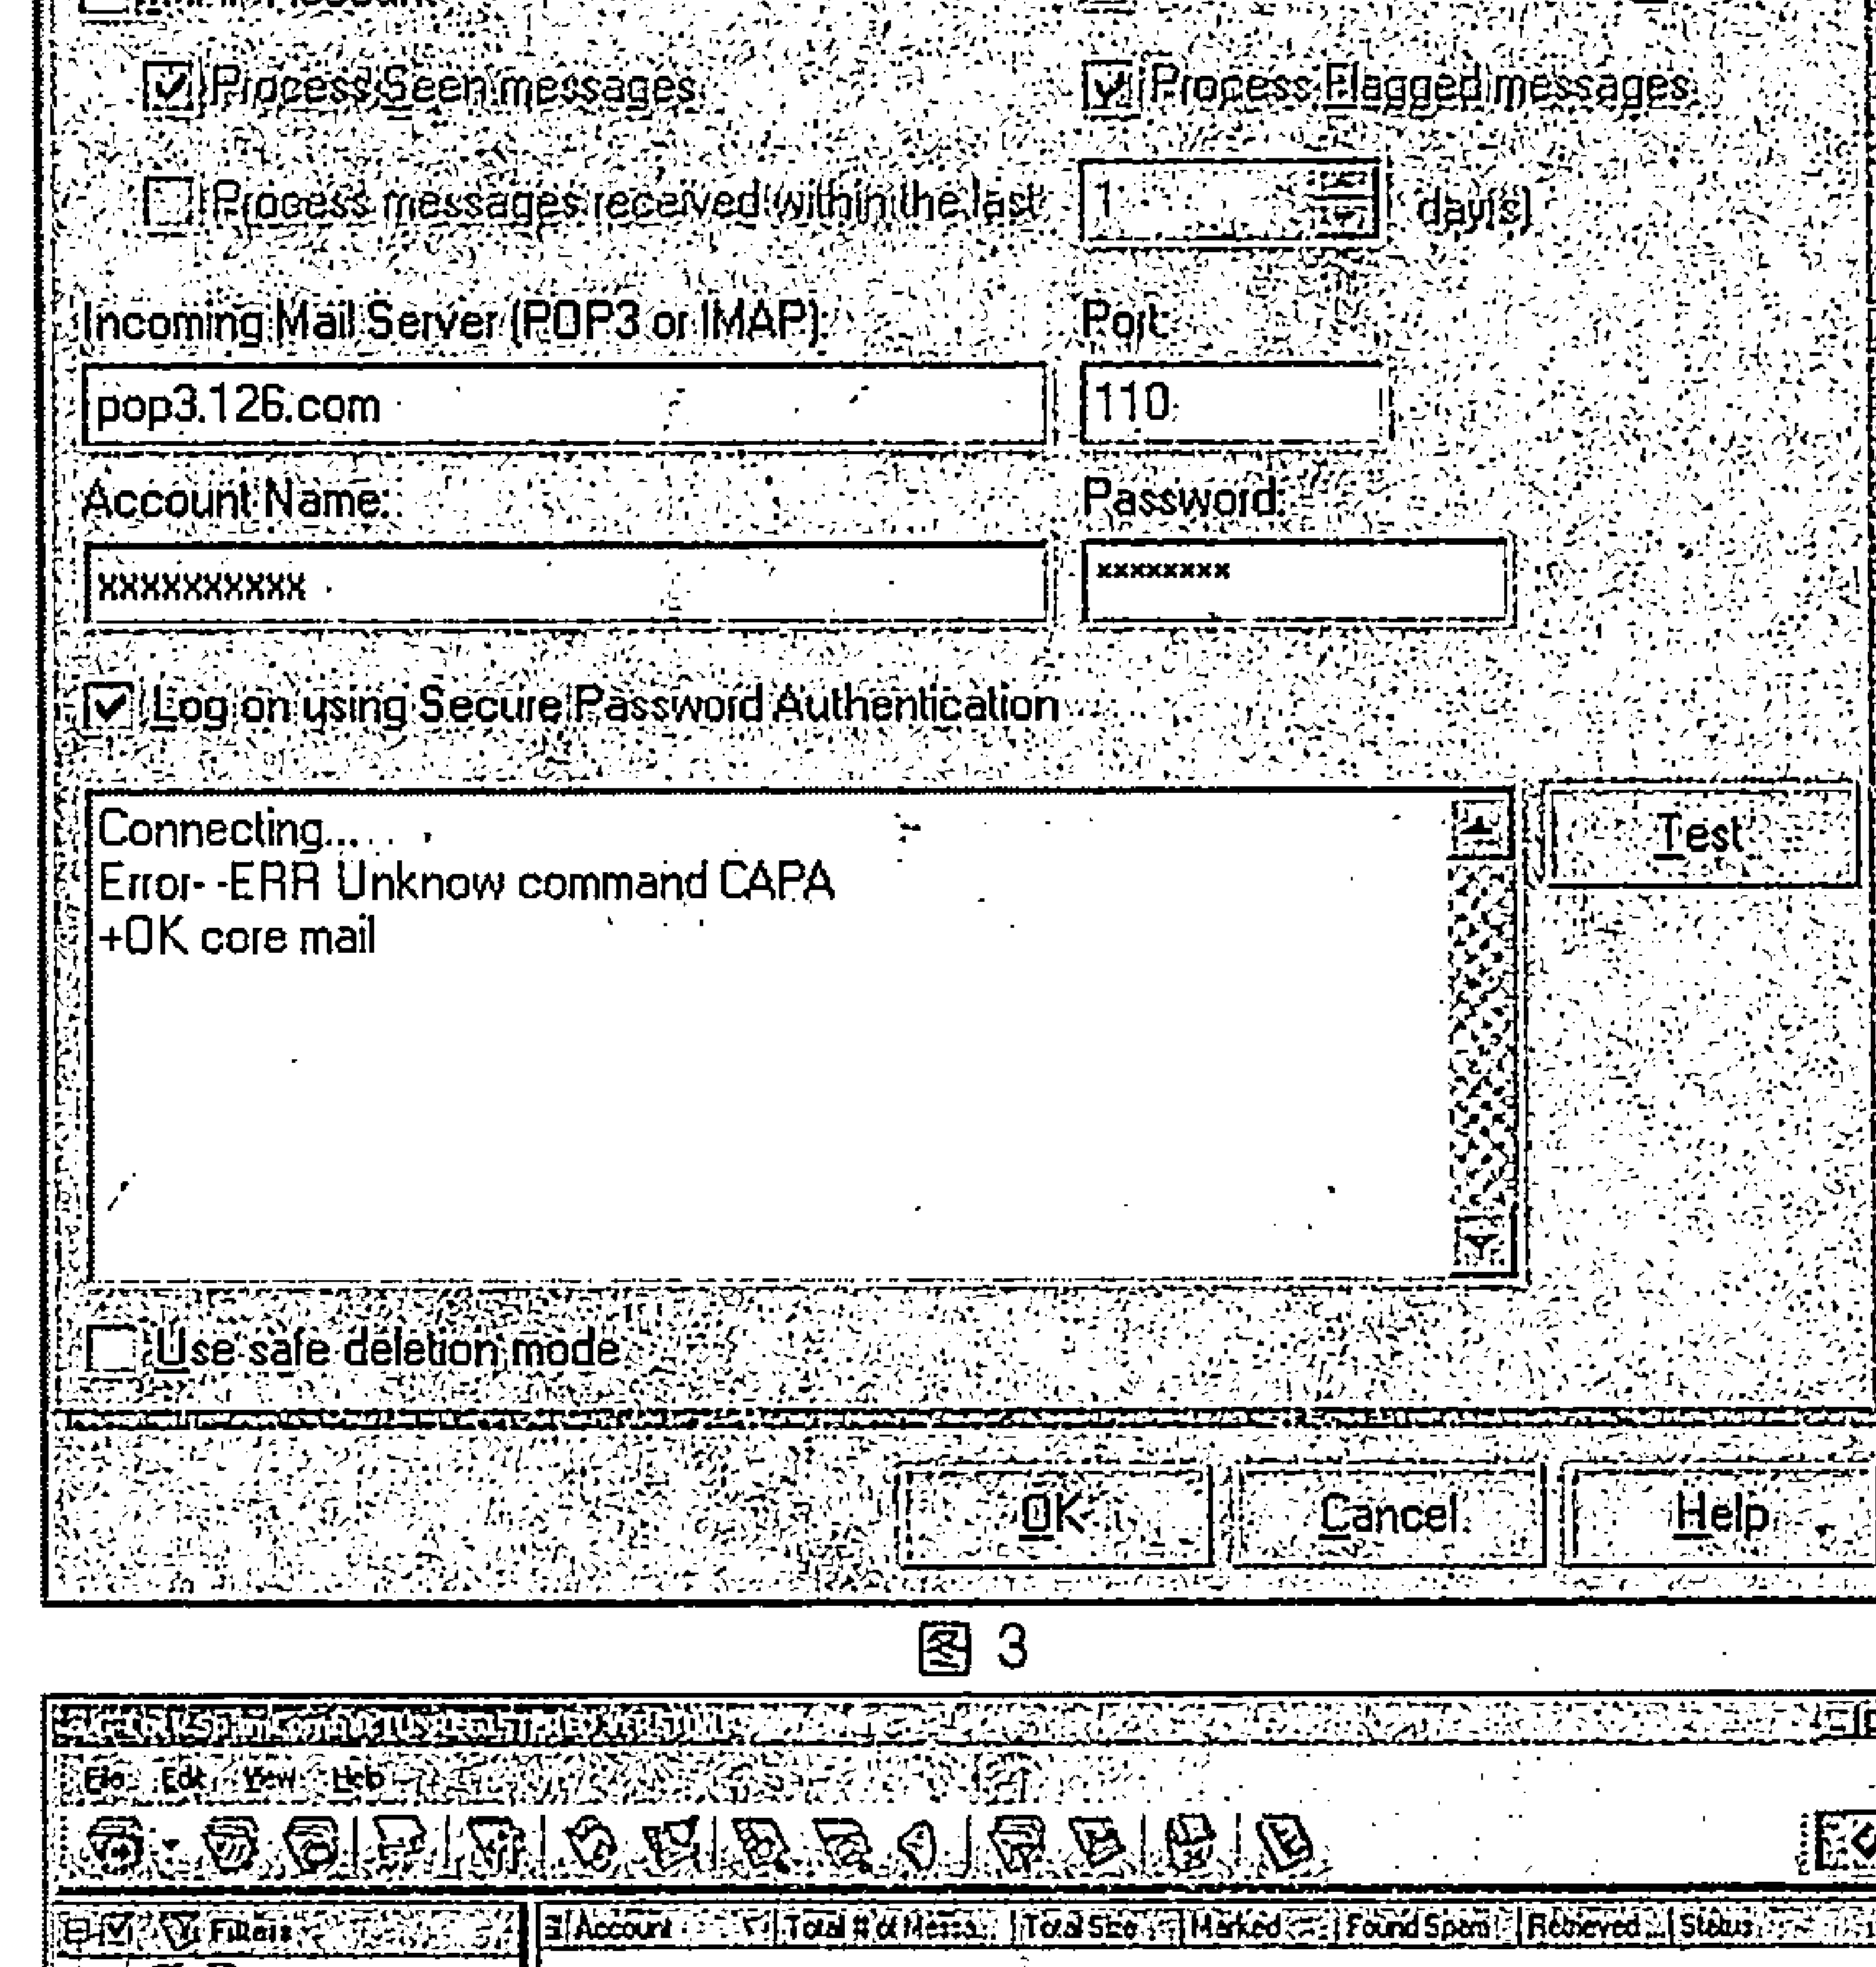 Process Seen messages Process Flagged messages
Process messages received within the last 1 day(s)
Incoming Mail Server (POP3 or IMAP): Port:
pop3.126.com 110
Account Name: Password:
xxxxxxxxxx xxxxxxxx
Log on using Secure Password Authentication
Connecting...
Error- -ERR Unknow command CAPA
+OK core mail
Test
Use safe deletion mode
OK Cancel Help
图 3
File Edit View Help
Filters Account Total # of Messa... Total Size Marked Found Spam Retrieved ... Status